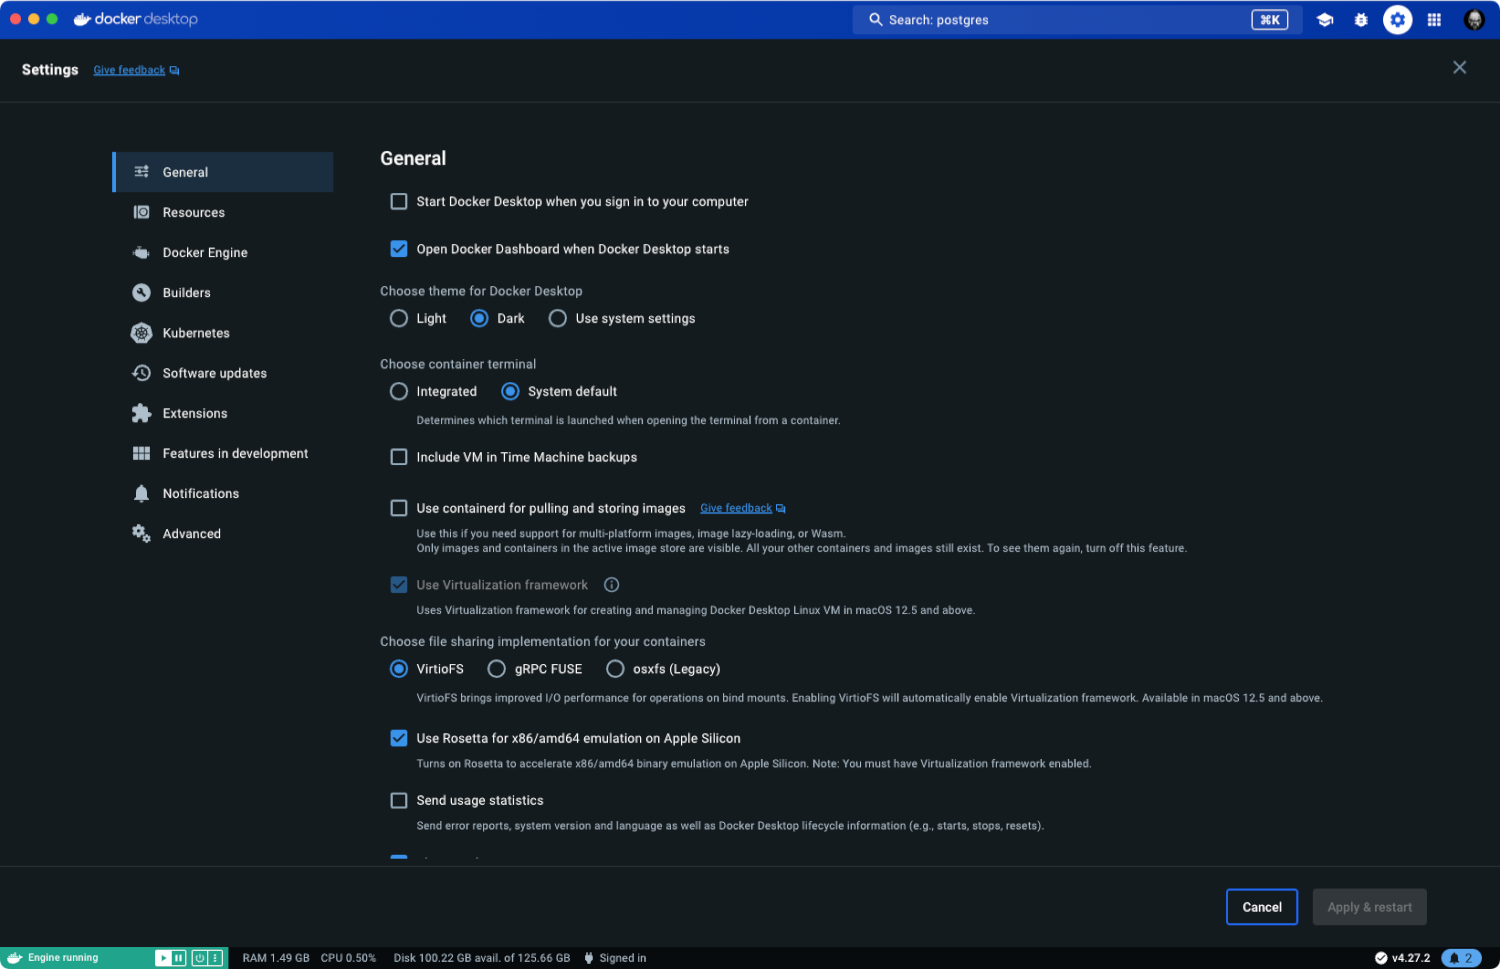 docker desktop
Search: postgres
⌘K
Settings
Give feedback
General
Resources
Docker Engine
Builders
Kubernetes
Software updates
Extensions
Features in development
Notifications
Advanced
General
Start Docker Desktop when you sign in to your computer
Open Docker Dashboard when Docker Desktop starts
Choose theme for Docker Desktop
Light Dark Use system settings
Choose container terminal
Integrated System default
Determines which terminal is launched when opening the terminal from a container.
Include VM in Time Machine backups
Use containerd for pulling and storing images Give feedback
Use this if you need support for multi-platform images, image lazy-loading, or Wasm.
Only images and containers in the active image store are visible. All your other containers and images still exist. To see them again, turn off this feature.
Use Virtualization framework
Uses Virtualization framework for creating and managing Docker Desktop Linux VM in macOS 12.5 and above.
Choose file sharing implementation for your containers
VirtioFS gRPC FUSE osxfs (Legacy)
VirtioFS brings improved I/O performance for operations on bind mounts. Enabling VirtioFS will automatically enable Virtualization framework. Available in macOS 12.5 and above.
Use Rosetta for x86/amd64 emulation on Apple Silicon
Turns on Rosetta to accelerate x86/amd64 binary emulation on Apple Silicon. Note: You must have Virtualization framework enabled.
Send usage statistics
Send error reports, system version and language as well as Docker Desktop lifecycle information (e.g., starts, stops, resets).
Cancel
Apply & restart
Engine running
RAM 1.49 GB CPU 0.50% Disk 100.22 GB avail. of 125.66 GB Signed in
v4.27.2
2